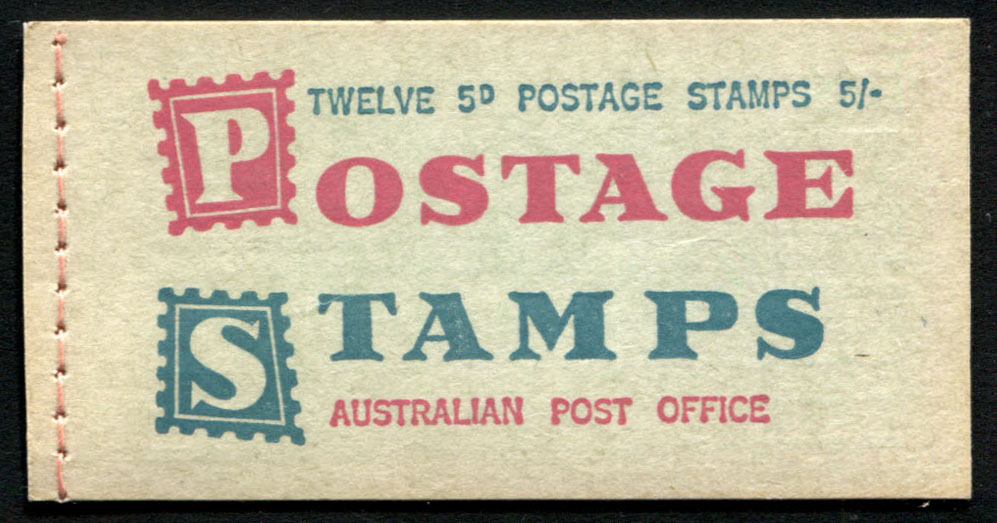 TWELVE 5D POSTAGE STAMPS 5/-
POSTAGE
STAMPS
AUSTRALIAN POST OFFICE